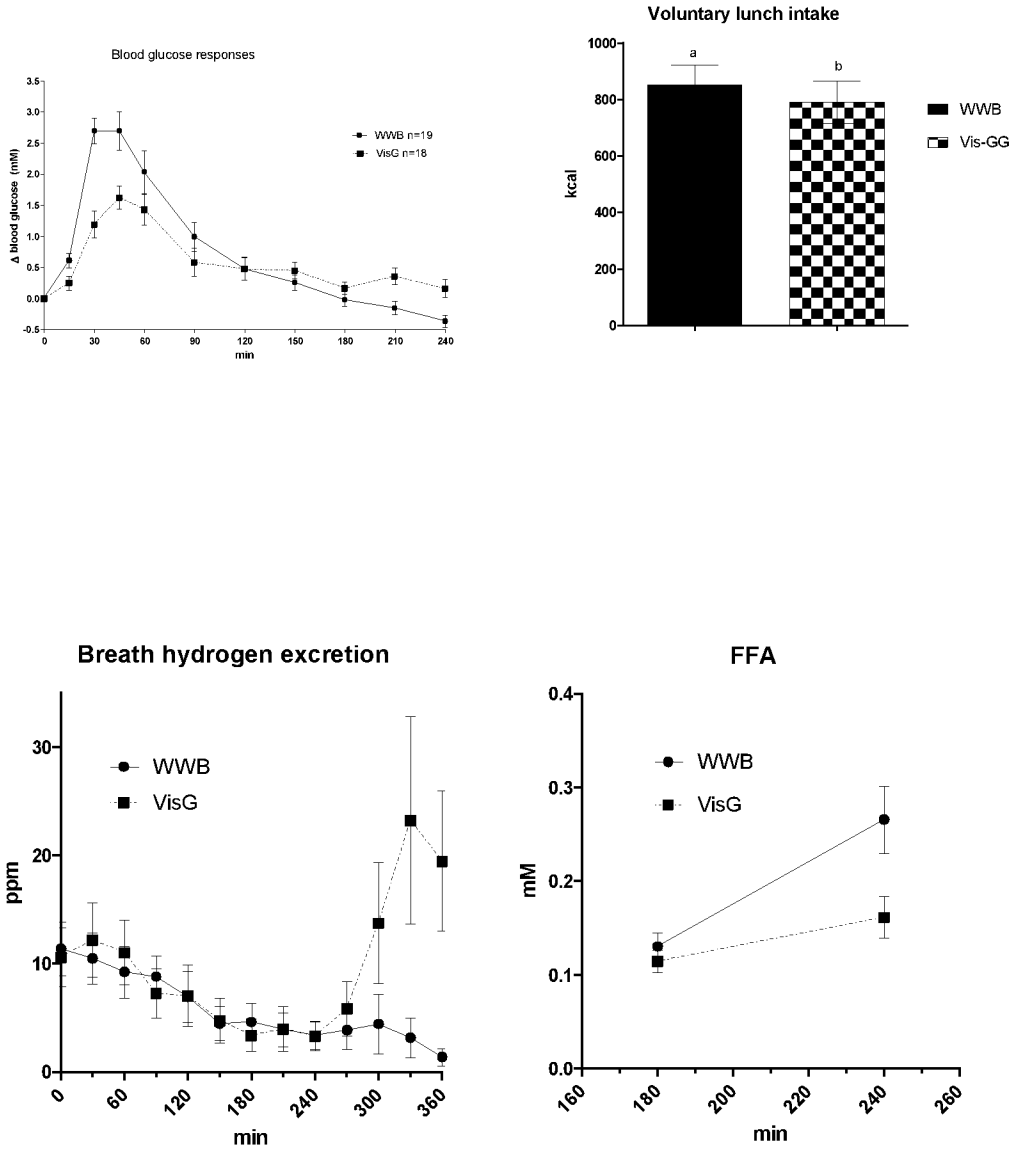 Blood glucose responses
3.5
3.0
2.5
2.0
1.5
1.0
0.5
0.0
-0.5
Δ blood glucose (mM)
WWB n=19
VisG n=18
0 30 60 90 120 150 180 210 240
min
Voluntary lunch intake
1000
800
600
400
200
0
kcal
a
b
WWB
Vis-GG
Breath hydrogen excretion
30
20
10
0
ppm
WWB
VisG
0 60 120 180 240 300 360
min
FFA
0.4
0.3
0.2
0.1
0.0
mM
WWB
VisG
160 180 200 220 240 260
min